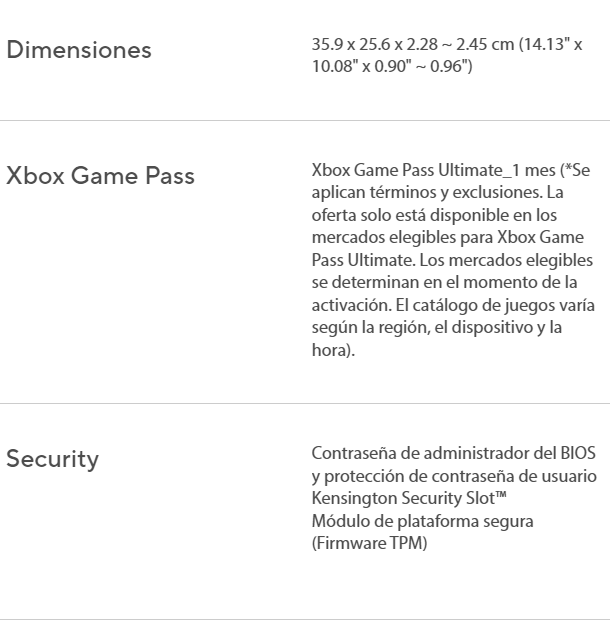 Dimensiones
35.9 x 25.6 x 2.28 ~ 2.45 cm (14.13" x
10.08" x 0.90" ~ 0.96")
Xbox Game Pass
Xbox Game Pass Ultimate_1 mes (*Se
aplican términos y exclusiones. La
oferta solo está disponible en los
mercados elegibles para Xbox Game
Pass Ultimate. Los mercados elegibles
se determinan en el momento de la
activación. El catálogo de juegos varía
según la región, el dispositivo y la
hora).
Security
Contraseña de administrador del BIOS
y protección de contraseña de usuario
Kensington Security Slot™
Módulo de plataforma segura
(Firmware TPM)